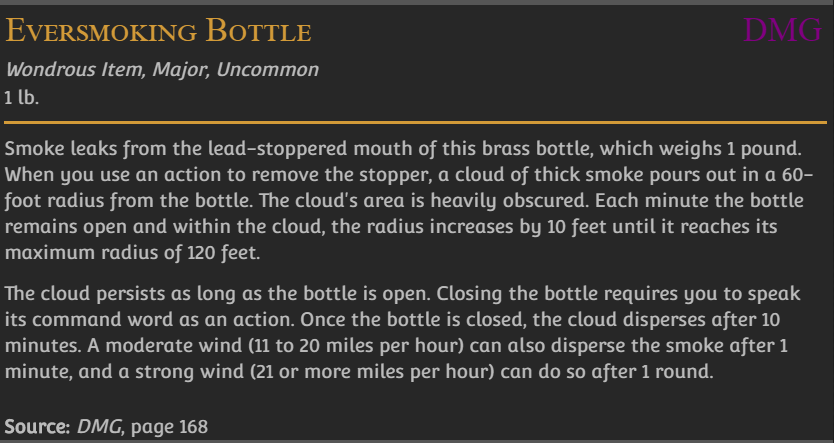 Eversmoking Bottle DMG
Wondrous Item, Major, Uncommon
1 lb.
Smoke leaks from the lead-stoppered mouth of this brass bottle, which weighs 1 pound.
When you use an action to remove the stopper, a cloud of thick smoke pours out in a 60-
foot radius from the bottle. The cloud's area is heavily obscured. Each minute the bottle
remains open and within the cloud, the radius increases by 10 feet until it reaches its
maximum radius of 120 feet.
The cloud persists as long as the bottle is open. Closing the bottle requires you to speak
its command word as an action. Once the bottle is closed, the cloud disperses after 10
minutes. A moderate wind (11 to 20 miles per hour) can also disperse the smoke after 1
minute, and a strong wind (21 or more miles per hour) can do so after 1 round.
Source: DMG, page 168